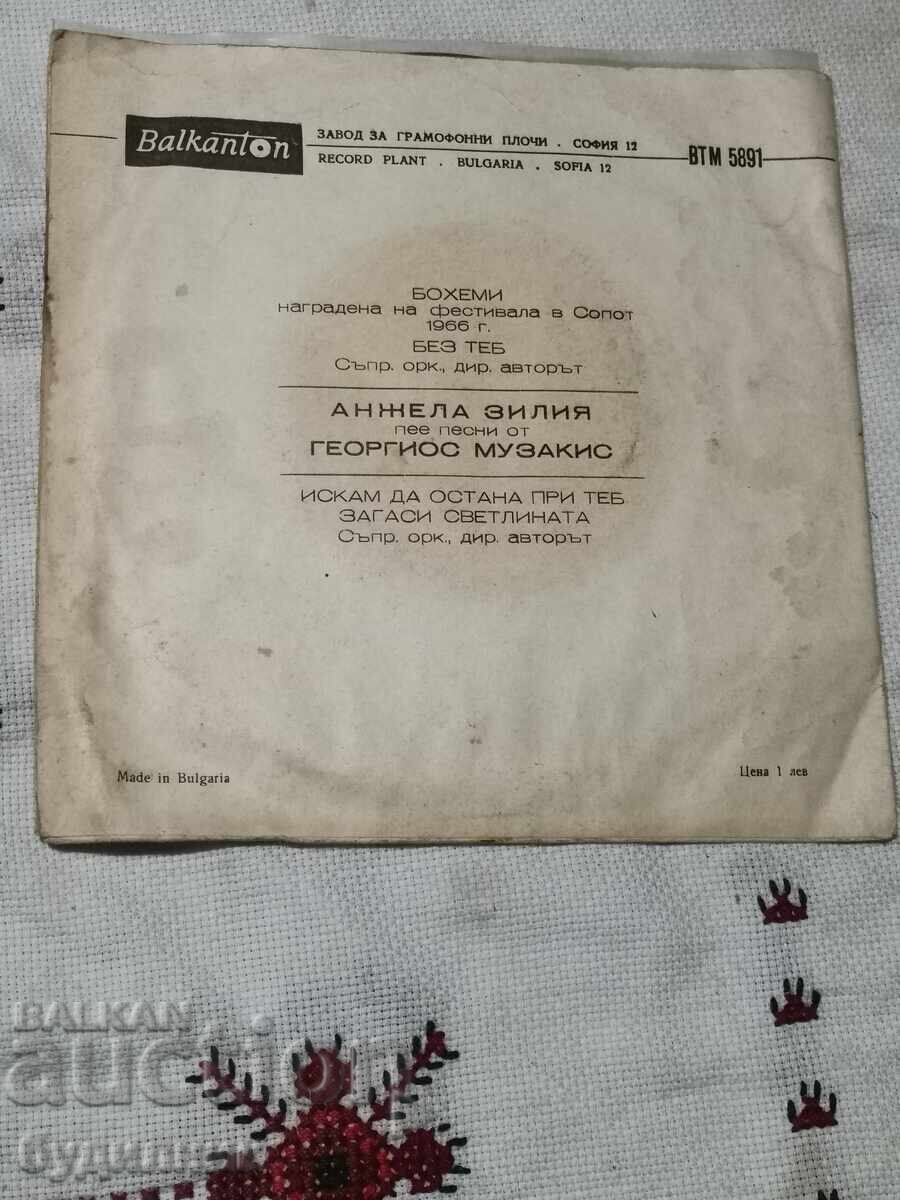 Balkanton
ЗАВОД ЗА ГРАМОФОННИ ПЛОЧИ . СОФИЯ 12
RECORD PLANT . BULGARIA . SOFIA 12
ВТМ 5891
БОХЕМИ
наградена на фестивала в Сопот
1966 г.
БЕЗ ТЕБ
Съпр. орк., дир. авторът
АНЖЕЛА ЗИЛИЯ
пее песни от
ГЕОРГИОС МУЗАКИС
ИСКАМ ДА ОСТАНА ПРИ ТЕБ
ЗАГАСИ СВЕТЛИНАТА
Съпр. орк., дир. авторът
Made in Bulgaria
Цена 1 лев
BALKAN
auction